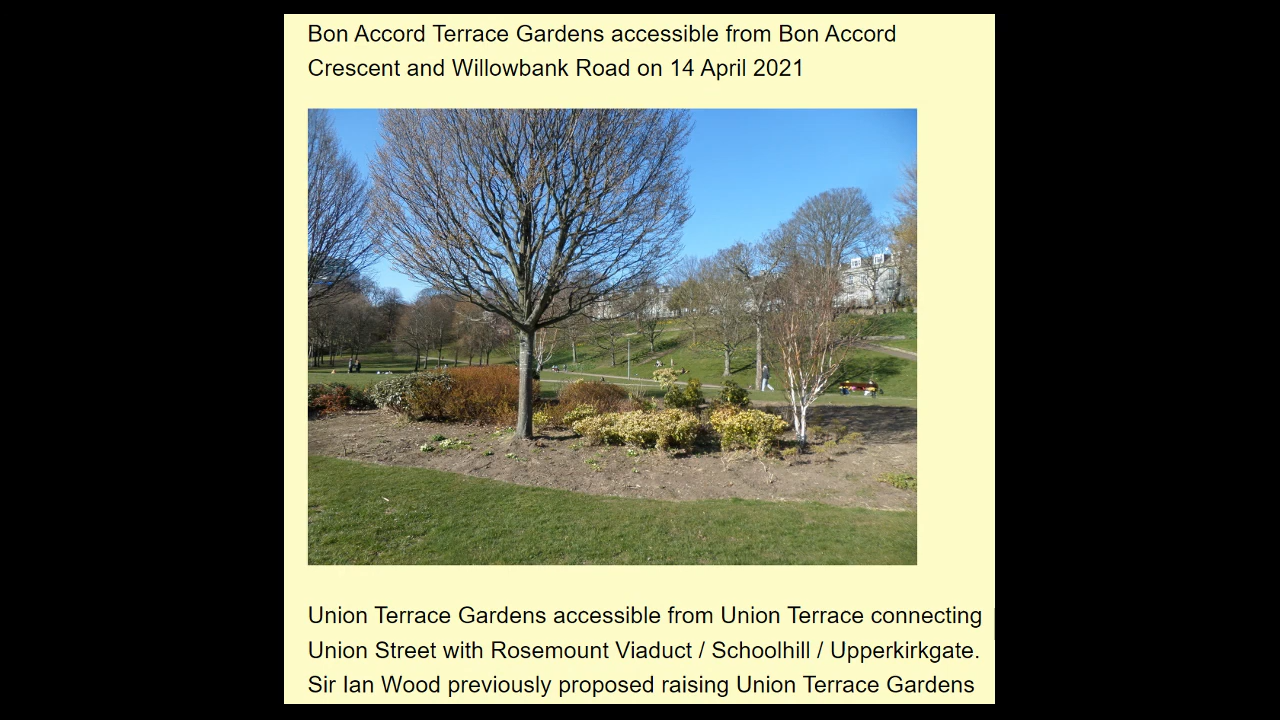 Bon Accord Terrace Gardens accessible from Bon Accord
Crescent and Willowbank Road on 14 April 2021
Union Terrace Gardens accessible from Union Terrace connecting
Union Street with Rosemount Viaduct / Schoolhill / Upperkirkgate.
Sir Ian Wood previously proposed raising Union Terrace Gardens